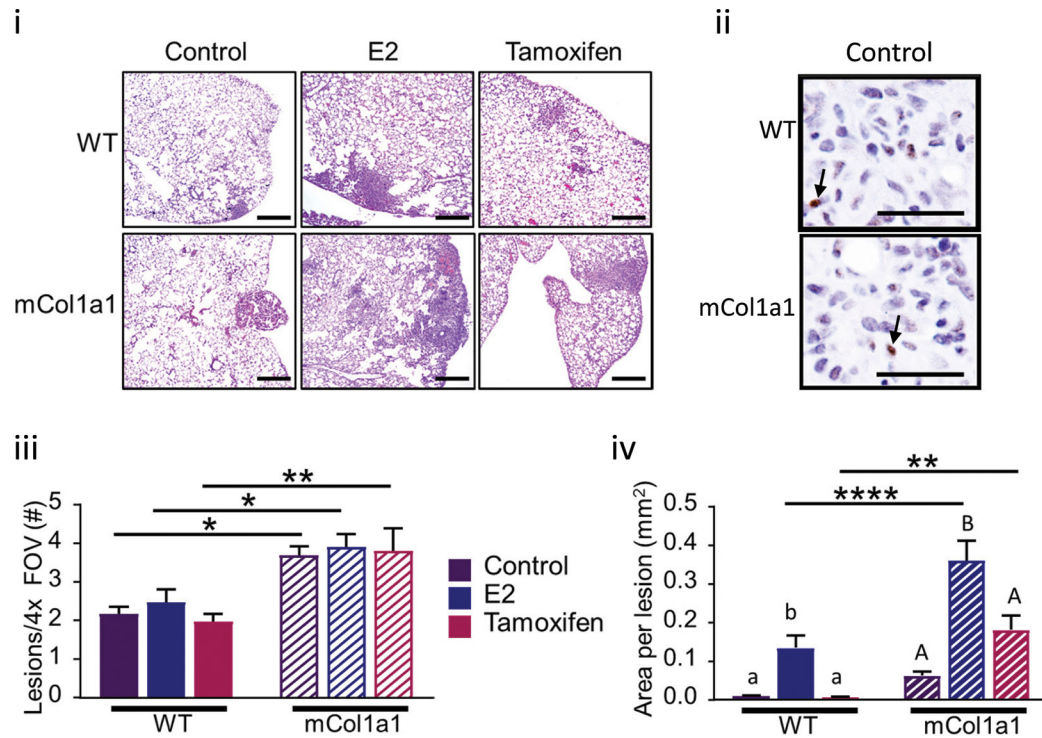 i
Control E2 Tamoxifen
WT
mCol1a1
ii
Control
WT
mCol1a1
iii
Lesions/4x FOV (#)
5
4
3
2
1
0
* * **
WT mCol1a1
Control
E2
Tamoxifen
iv
Area per lesion (mm²)
0.5
0.4
0.3
0.2
0.1
0.0
**** **
a b a A B A
WT mCol1a1